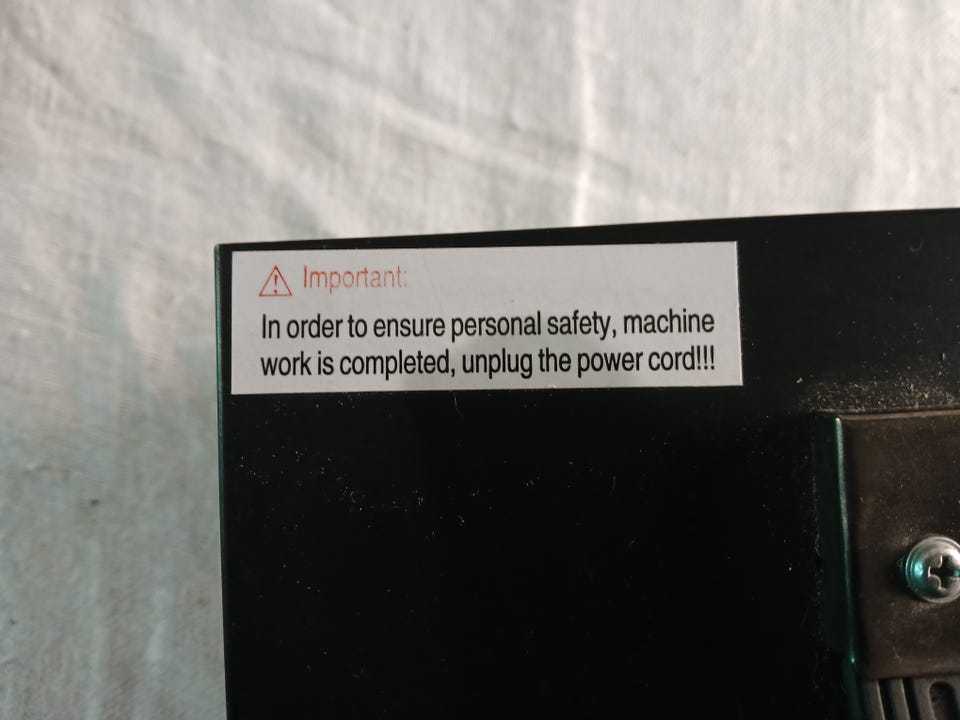 Important:
In order to ensure personal safety, machine
work is completed, unplug the power cord!!!